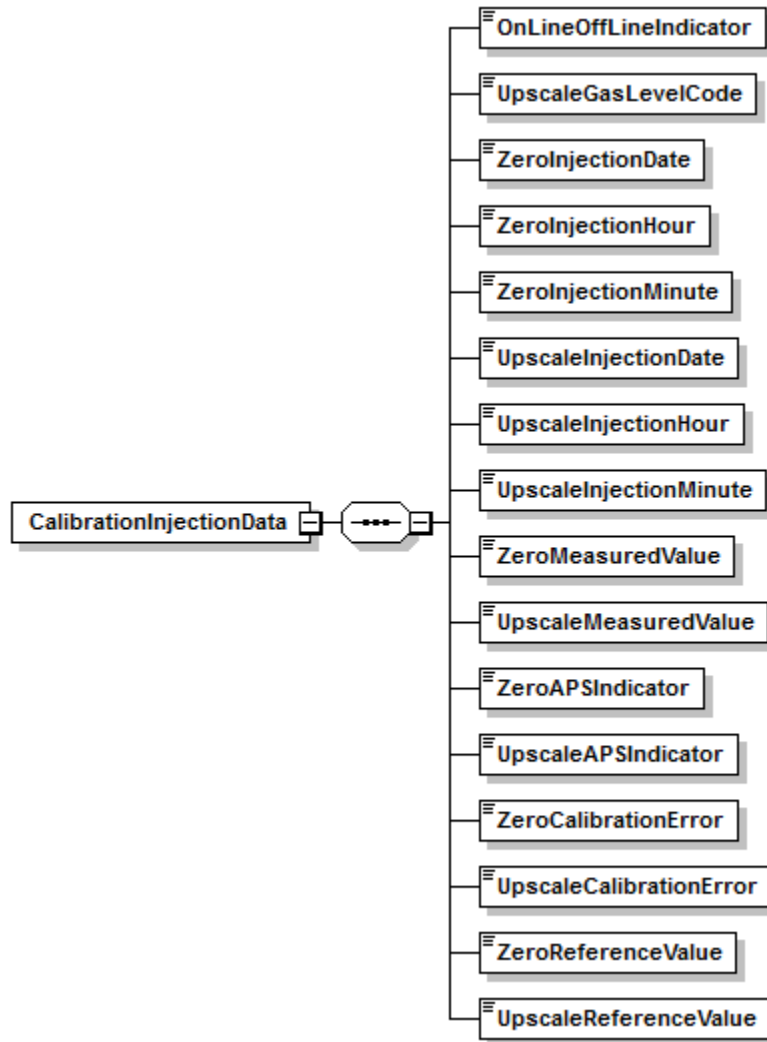 OnLineOffLineIndicator
UpscaleGasLevelCode
ZeroInjectionDate
ZeroInjectionHour
ZeroInjectionMinute
UpscaleInjectionDate
UpscaleInjectionHour
UpscaleInjectionMinute
CalibrationInjectionData
ZeroMeasuredValue
UpscaleMeasuredValue
ZeroAPSIndicator
UpscaleAPSIndicator
ZeroCalibrationError
UpscaleCalibrationError
ZeroReferenceValue
UpscaleReferenceValue